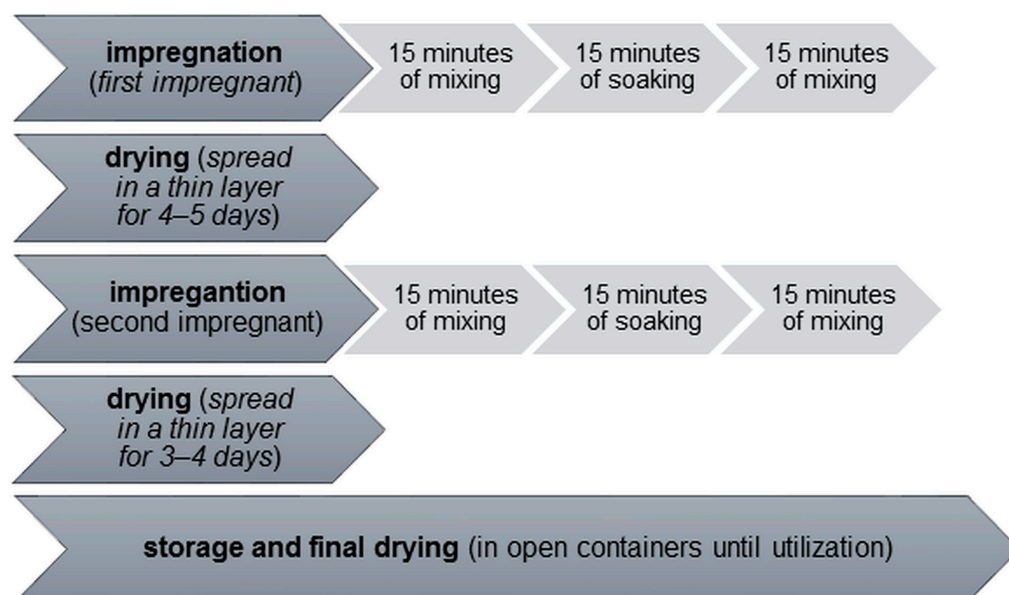 impregnation
(first impregnant)
15 minutes
of mixing
15 minutes
of soaking
15 minutes
of mixing
drying (spread
in a thin layer
for 4–5 days)
impregantion
(second impregnant)
15 minutes
of mixing
15 minutes
of soaking
15 minutes
of mixing
drying (spread
in a thin layer
for 3–4 days)
storage and final drying (in open containers until utilization)